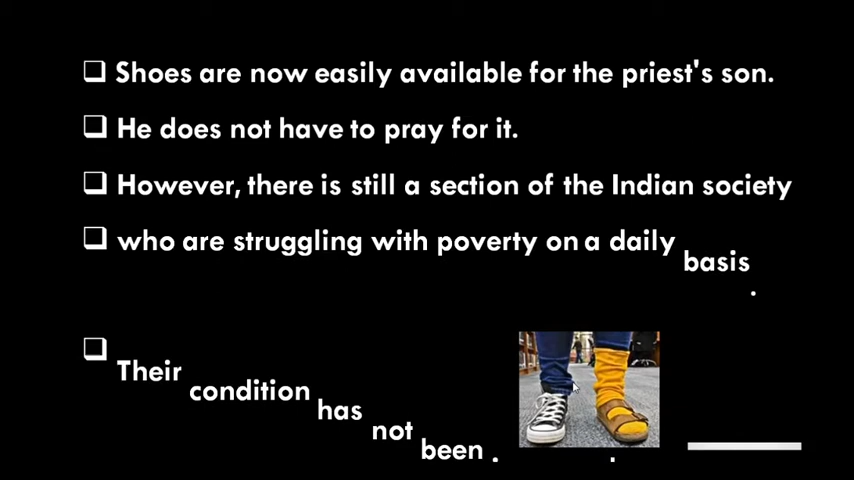 ❑ Shoes are now easily available for the priest's son.
❑ He does not have to pray for it.
❑ However, there is still a section of the Indian society
❑ who are struggling with poverty on a daily basis.
❑ Their condition has not been